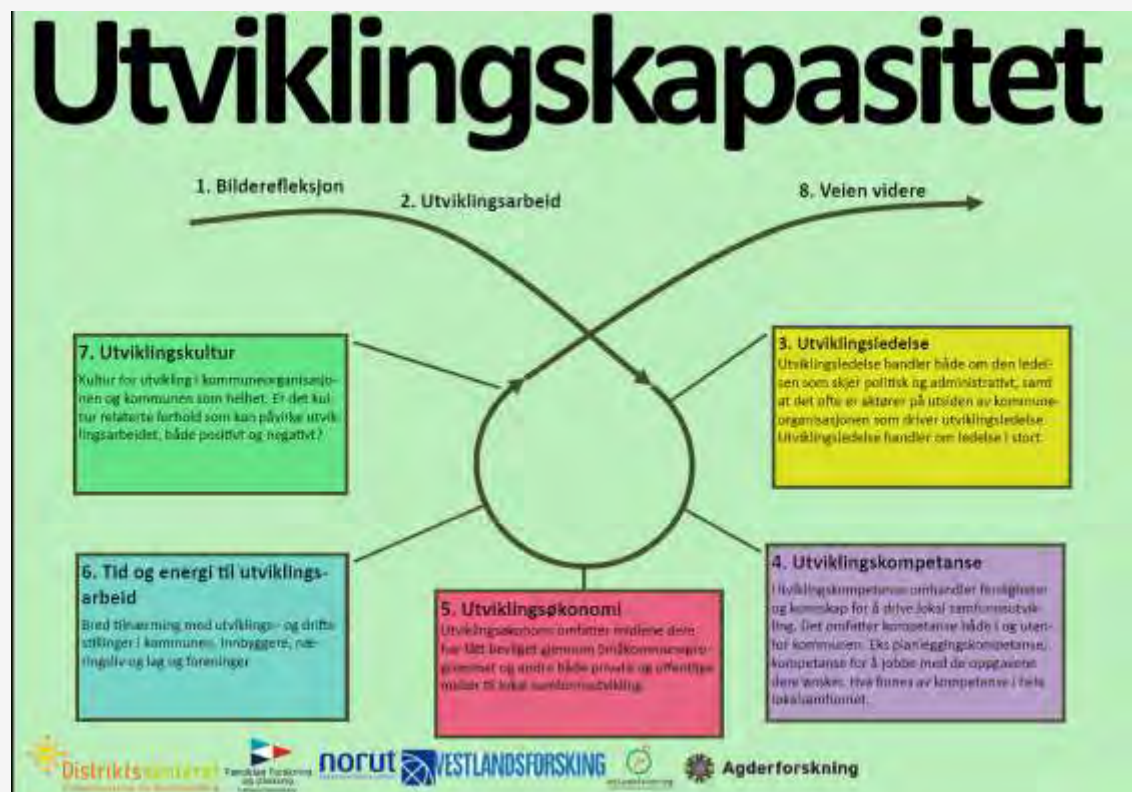 Utviklingskapasitet
1. Bilderefleksjon
2. Utviklingsarbeid
8. Veien videre
3. Utviklingsledelse
Utviklingsledelse handler både om den ledel-
sen som skjer politisk og administrativt, samt
at det ofte er aktører på utsiden av kommune-
organisasjonen som driver utviklingsledelse.
Utviklingsledelse handler om ledelse i stort.
4. Utviklingskompetanse
Utviklingskompetanse omhandler ferdigheter
og kunnskap for å drive lokal samfunnsutvik-
ling. Det omfatter kompetanse både i og uten-
for kommunen. Eks planleggingskompetanse,
kompetanse for å jobbe med de oppgavene
dere ønsker. Hva finnes av kompetanse i hele
lokalsamfunnet.
5. Utviklingsøkonomi
Utviklingsøkonomi omfatter midlene dere
har fått bevilget gjennom Småkommunepro-
grammet og andre både private og offentlige
midler til lokal samfunnsutvikling.
6. Tid og energi til utviklings-
arbeid
Bred tilnærming med utviklings- og drifts
stillinger i kommunen, innbyggere, næ-
ringsliv og lag og foreninger
7. Utviklingskultur
Kultur for utvikling i kommuneorganisasjo-
nen og kommunen som helhet. Er det kul-
tur relaterte forhold som kan påvirke utvik-
lingsarbeidet, både positivt og negativt?
Distriktssenteret
norut
VESTLANDSFORSKING
Agderforskning